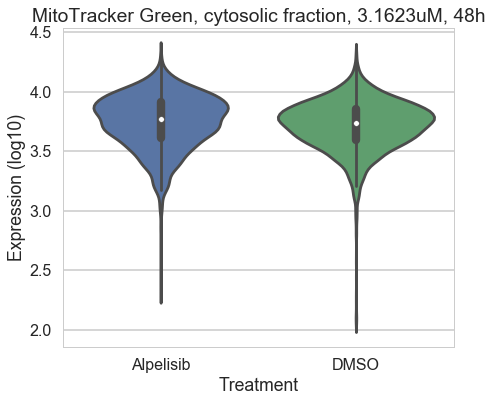 MitoTracker Green, cytosolic fraction, 3.1623uM, 48h
Expression (log10)
4.5
4.0
3.5
3.0
2.5
2.0
Alpelisib DMSO
Treatment